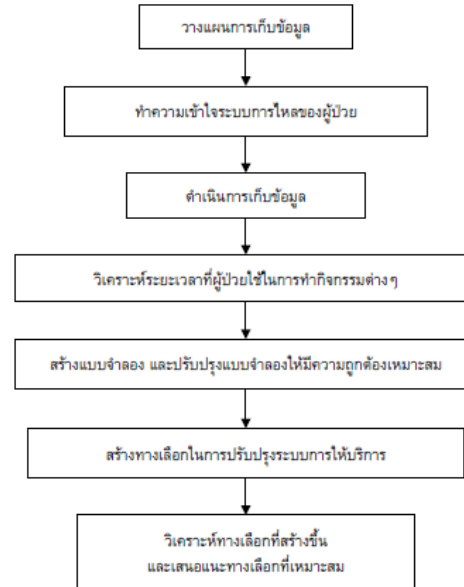 วางแผนการเก็บข้อมูล
ทำความเข้าใจระบบการไหลของผู้ป่วย
ดำเนินการเก็บข้อมูล
วิเคราะห์ระยะเวลาที่ผู้ป่วยใช้ในการทำกิจกรรมต่างๆ
สร้างแบบจำลอง และปรับปรุงแบบจำลองให้มีความถูกต้องเหมาะสม
สร้างทางเลือกในการปรับปรุงระบบการให้บริการ
วิเคราะห์ทางเลือกที่สร้างขึ้น
และเสนอแนะทางเลือกที่เหมาะสม